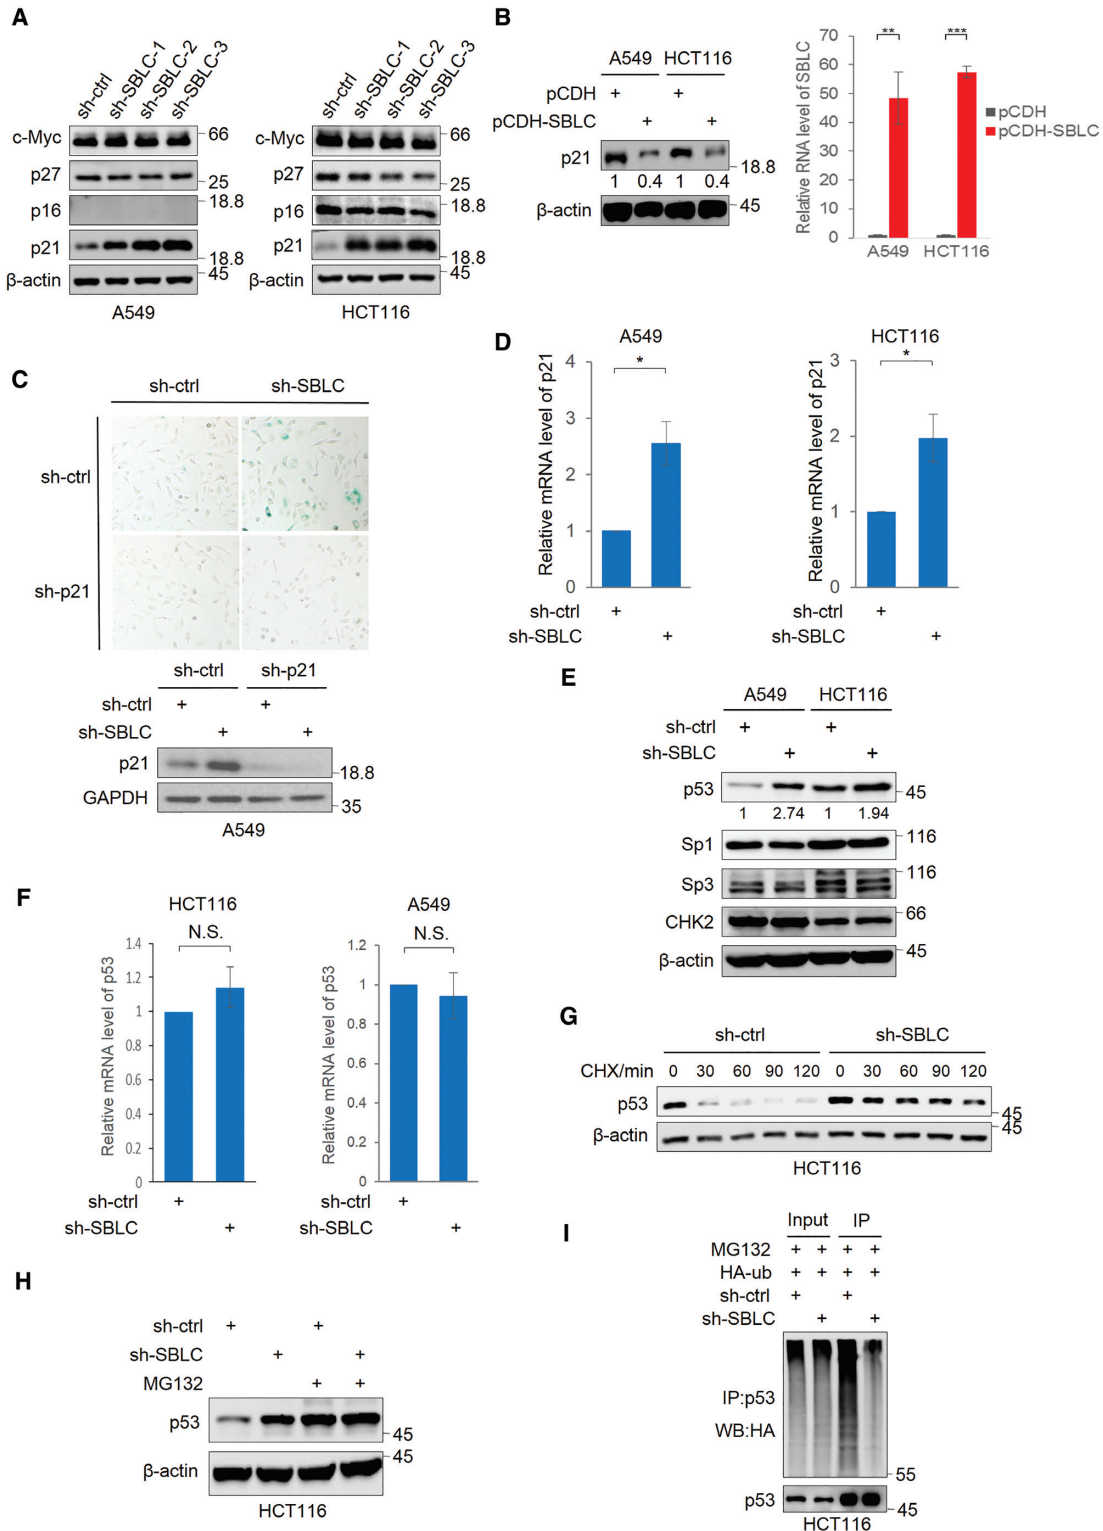 A
sh-ctrl
sh-SBLC-1
sh-SBLC-2
sh-SBLC-3
c-Myc
66
p27
25
p16
18.8
p21
18.8
β-actin
45
A549
sh-ctrl
sh-SBLC-1
sh-SBLC-2
sh-SBLC-3
c-Myc
66
p27
25
p16
18.8
p21
18.8
β-actin
45
HCT116
B
A549 HCT116
pCDH + +
pCDH-SBLC + +
p21
18.8
1 0.4 1 0.4
β-actin
45
Relative RNA level of SBLC
70
60
50
40
30
20
10
0
** ***
A549 HCT116
pCDH
pCDH-SBLC
C
sh-ctrl sh-SBLC
sh-ctrl
sh-p21
sh-ctrl sh-p21
sh-ctrl + +
sh-SBLC + +
p21
18.8
GAPDH
35
A549
D
A549
Relative mRNA level of p21
4
3
2
1
0
*
sh-ctrl +
sh-SBLC +
HCT116
Relative mRNA level of p21
3
2
1
0
*
sh-ctrl +
sh-SBLC +
E
A549 HCT116
sh-ctrl + +
sh-SBLC + +
p53
45
1 2.74 1 1.94
Sp1
116
Sp3
116
CHK2
66
β-actin
45
F
HCT116
N.S.
Relative mRNA level of p53
1.4
1.2
1
0.8
0.6
0.4
0.2
0
sh-ctrl +
sh-SBLC +
A549
N.S.
Relative mRNA level of p53
1.2
1
0.8
0.6
0.4
0.2
0
sh-ctrl +
sh-SBLC +
G
sh-ctrl sh-SBLC
CHX/min 0 30 60 90 120 0 30 60 90 120
p53
45
β-actin
45
HCT116
H
sh-ctrl + +
sh-SBLC + +
MG132 + +
p53
45
β-actin
45
HCT116
I
Input IP
MG132 + + + +
HA-ub + + + +
sh-ctrl + +
sh-SBLC + +
IP:p53
WB:HA
55
p53
45
HCT116